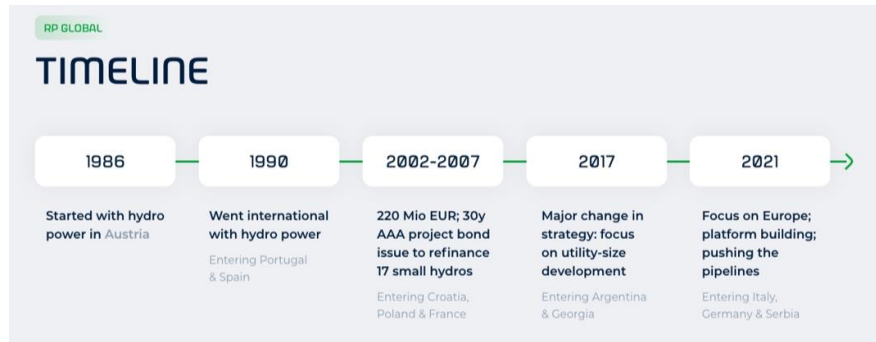 RP GLOBAL
TIMELINE
1986
Started with hydro
power in Austria
1990
Went international
with hydro power
Entering Portugal
& Spain
2002-2007
220 Mio EUR; 30y
AAA project bond
issue to refinance
17 small hydros
Entering Croatia,
Poland & France
2017
Major change in
strategy: focus
on utility-size
development
Entering Argentina
& Georgia
2021
Focus on Europe;
platform building;
pushing the
pipelines
Entering Italy,
Germany & Serbia